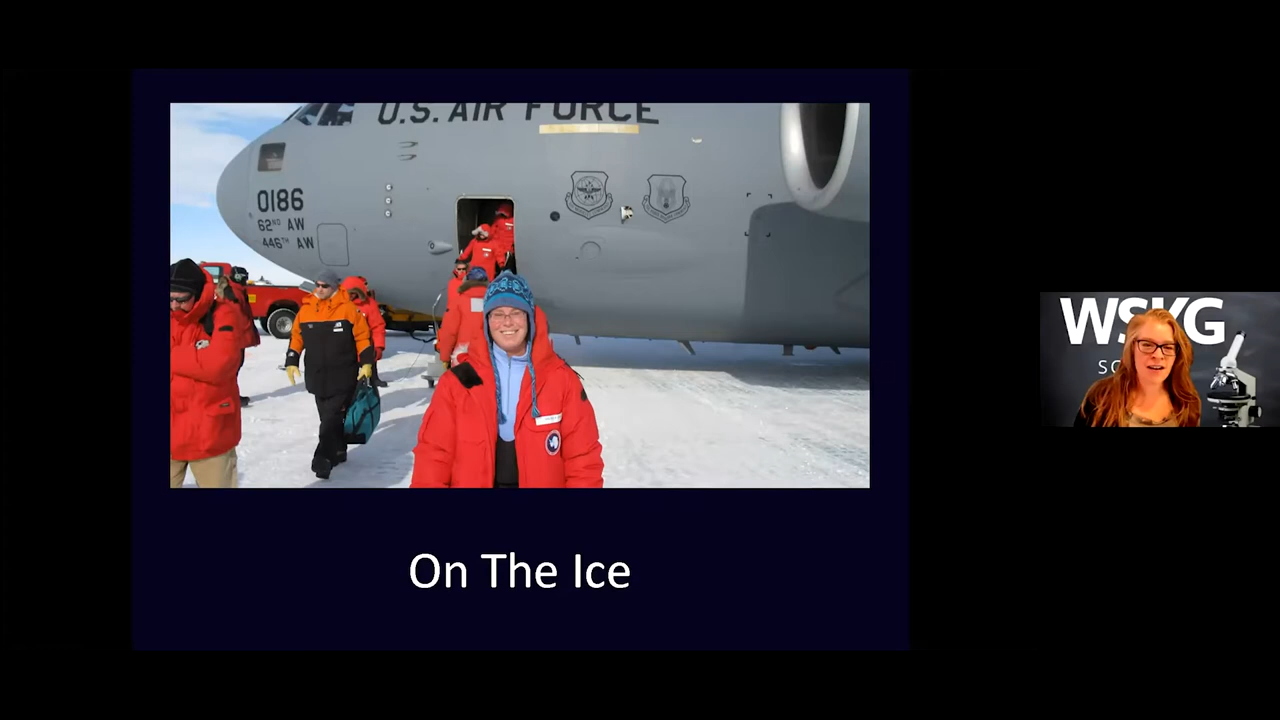 U.S. AIR FORCE
0186
62ND AW
446TH AW
On The Ice
WSKG